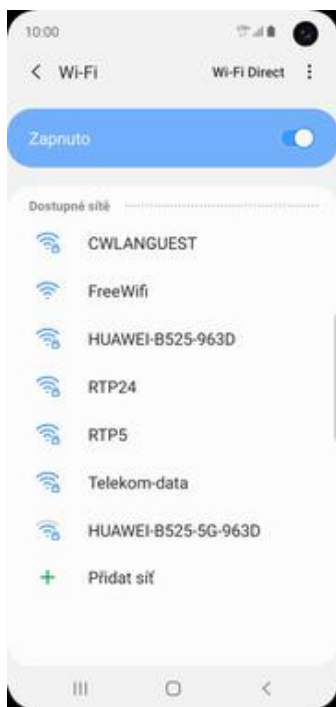 10:00
Wi-Fi
Wi-Fi Direct
Zapnuto
Dostupné sítě
CWLANGUEST
FreeWifi
HUAWEI-B525-963D
RTP24
RTP5
Telekom-data
HUAWEI-B525-5G-963D
Přidat síť